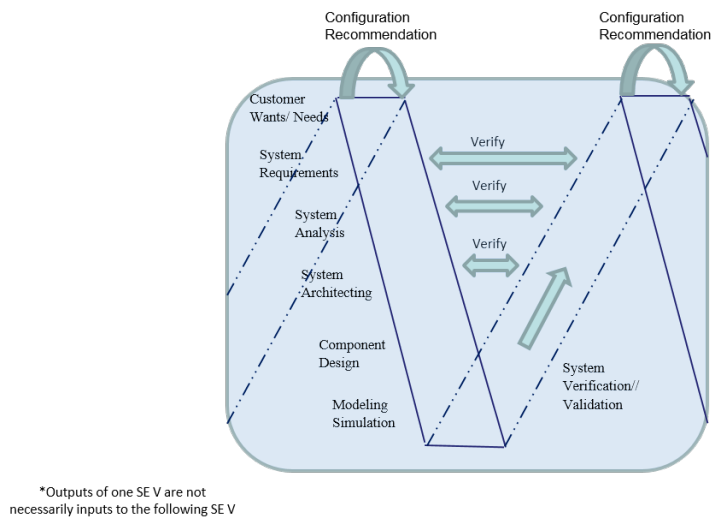 Configuration
Recommendation
Configuration
Recommendation
Customer
Wants/ Needs
System
Requirements
System
Analysis
System
Architecting
Component
Design
Modeling
Simulation
Verify
Verify
Verify
System
Verification//
Validation
*Outputs of one SE V are not
necessarily inputs to the following SE V